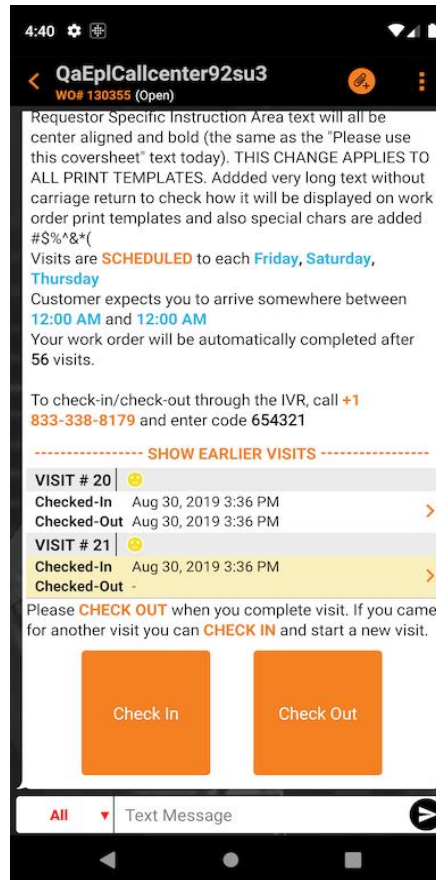 4:40
QaEplCallcenter92su3
WO# 130355 (Open)
Requestor Specific Instruction Area text will all be
center aligned and bold (the same as the "Please use
this coversheet" text today). THIS CHANGE APPLIES TO
ALL PRINT TEMPLATES. Addded very long text without
carriage return to check how it will be displayed on work
order print templates and also special chars are added
#$%^&*(
Visits are SCHEDULED to each Friday, Saturday,
Thursday
Customer expects you to arrive somewhere between
12:00 AM and 12:00 AM
Your work order will be automatically completed after
56 visits.
To check-in/check-out through the IVR, call +1
833-338-8179 and enter code 654321
----------------- SHOW EARLIER VISITS -----------------
VISIT # 20
Checked-In Aug 30, 2019 3:36 PM
Checked-Out Aug 30, 2019 3:36 PM
VISIT # 21
Checked-In Aug 30, 2019 3:36 PM
Checked-Out -
Please CHECK OUT when you complete visit. If you came
for another visit you can CHECK IN and start a new visit.
Check In Check Out
All Text Message